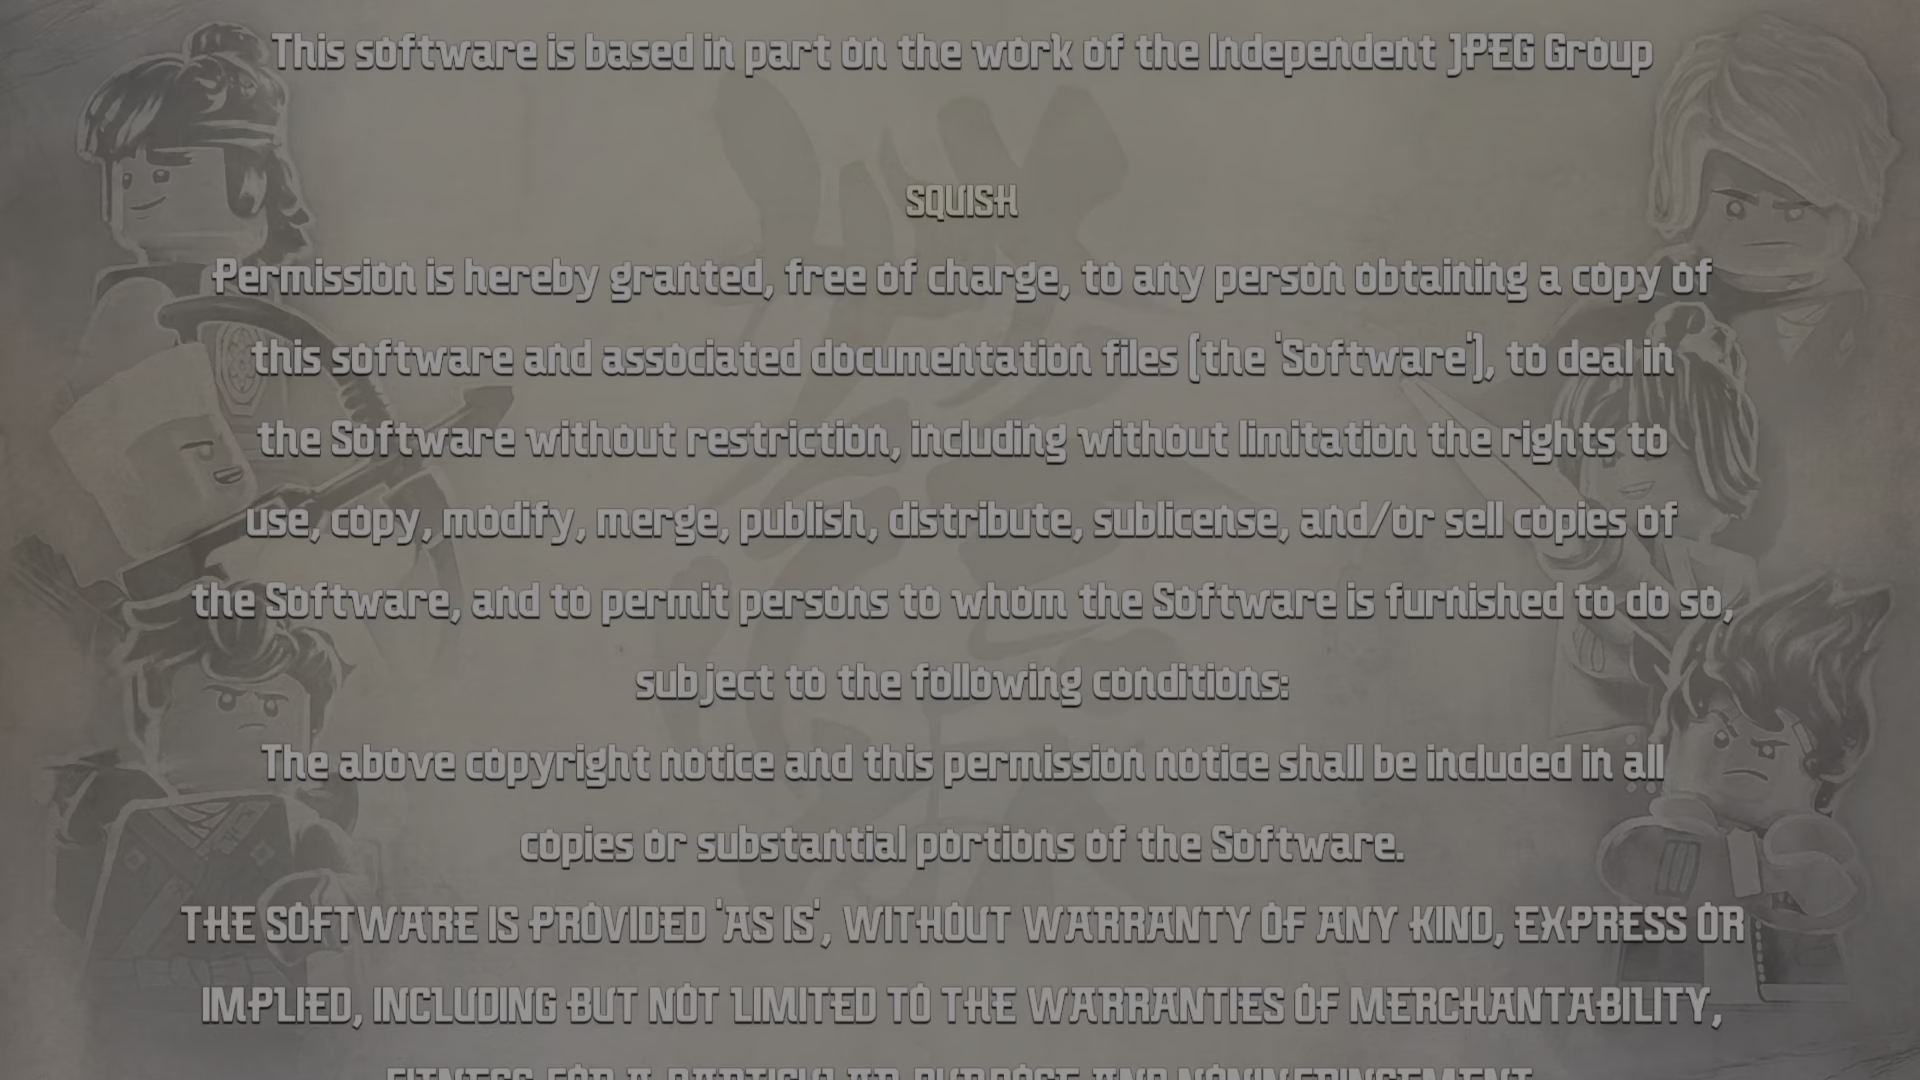 This software is based in part on the work of the Independent JPEG Group
SQUISH
Permission is hereby granted, free of charge, to any person obtaining a copy of
this software and associated documentation files (the 'Software'), to deal in
the Software without restriction, including without limitation the rights to
use, copy, modify, merge, publish, distribute, sublicense, and/or sell copies of
the Software, and to permit persons to whom the Software is furnished to do so,
subject to the following conditions:
The above copyright notice and this permission notice shall be included in all
copies or substantial portions of the Software.
THE SOFTWARE IS PROVIDED 'AS IS', WITHOUT WARRANTY OF ANY KIND, EXPRESS OR
IMPLIED, INCLUDING BUT NOT LIMITED TO THE WARRANTIES OF MERCHANTABILITY,
FITNESS FOR A PARTICULAR PURPOSE AND NONINFRINGEMENT.